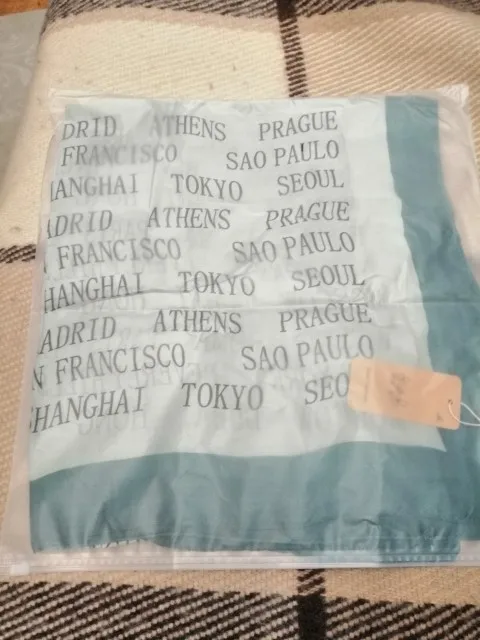 DRID ATHENS PRAGUE
FRANCISCO SAO PAULO
HANGHAI TOKYO SEOUL
ADRID ATHENS PRAGUE
FRANCISCO SAO PAULO
HANGHAI TOKYO SEOUL
ADRID ATHENS PRAGUE
N FRANCISCO SAO PAULO
SHANGHAI TOKYO SEO